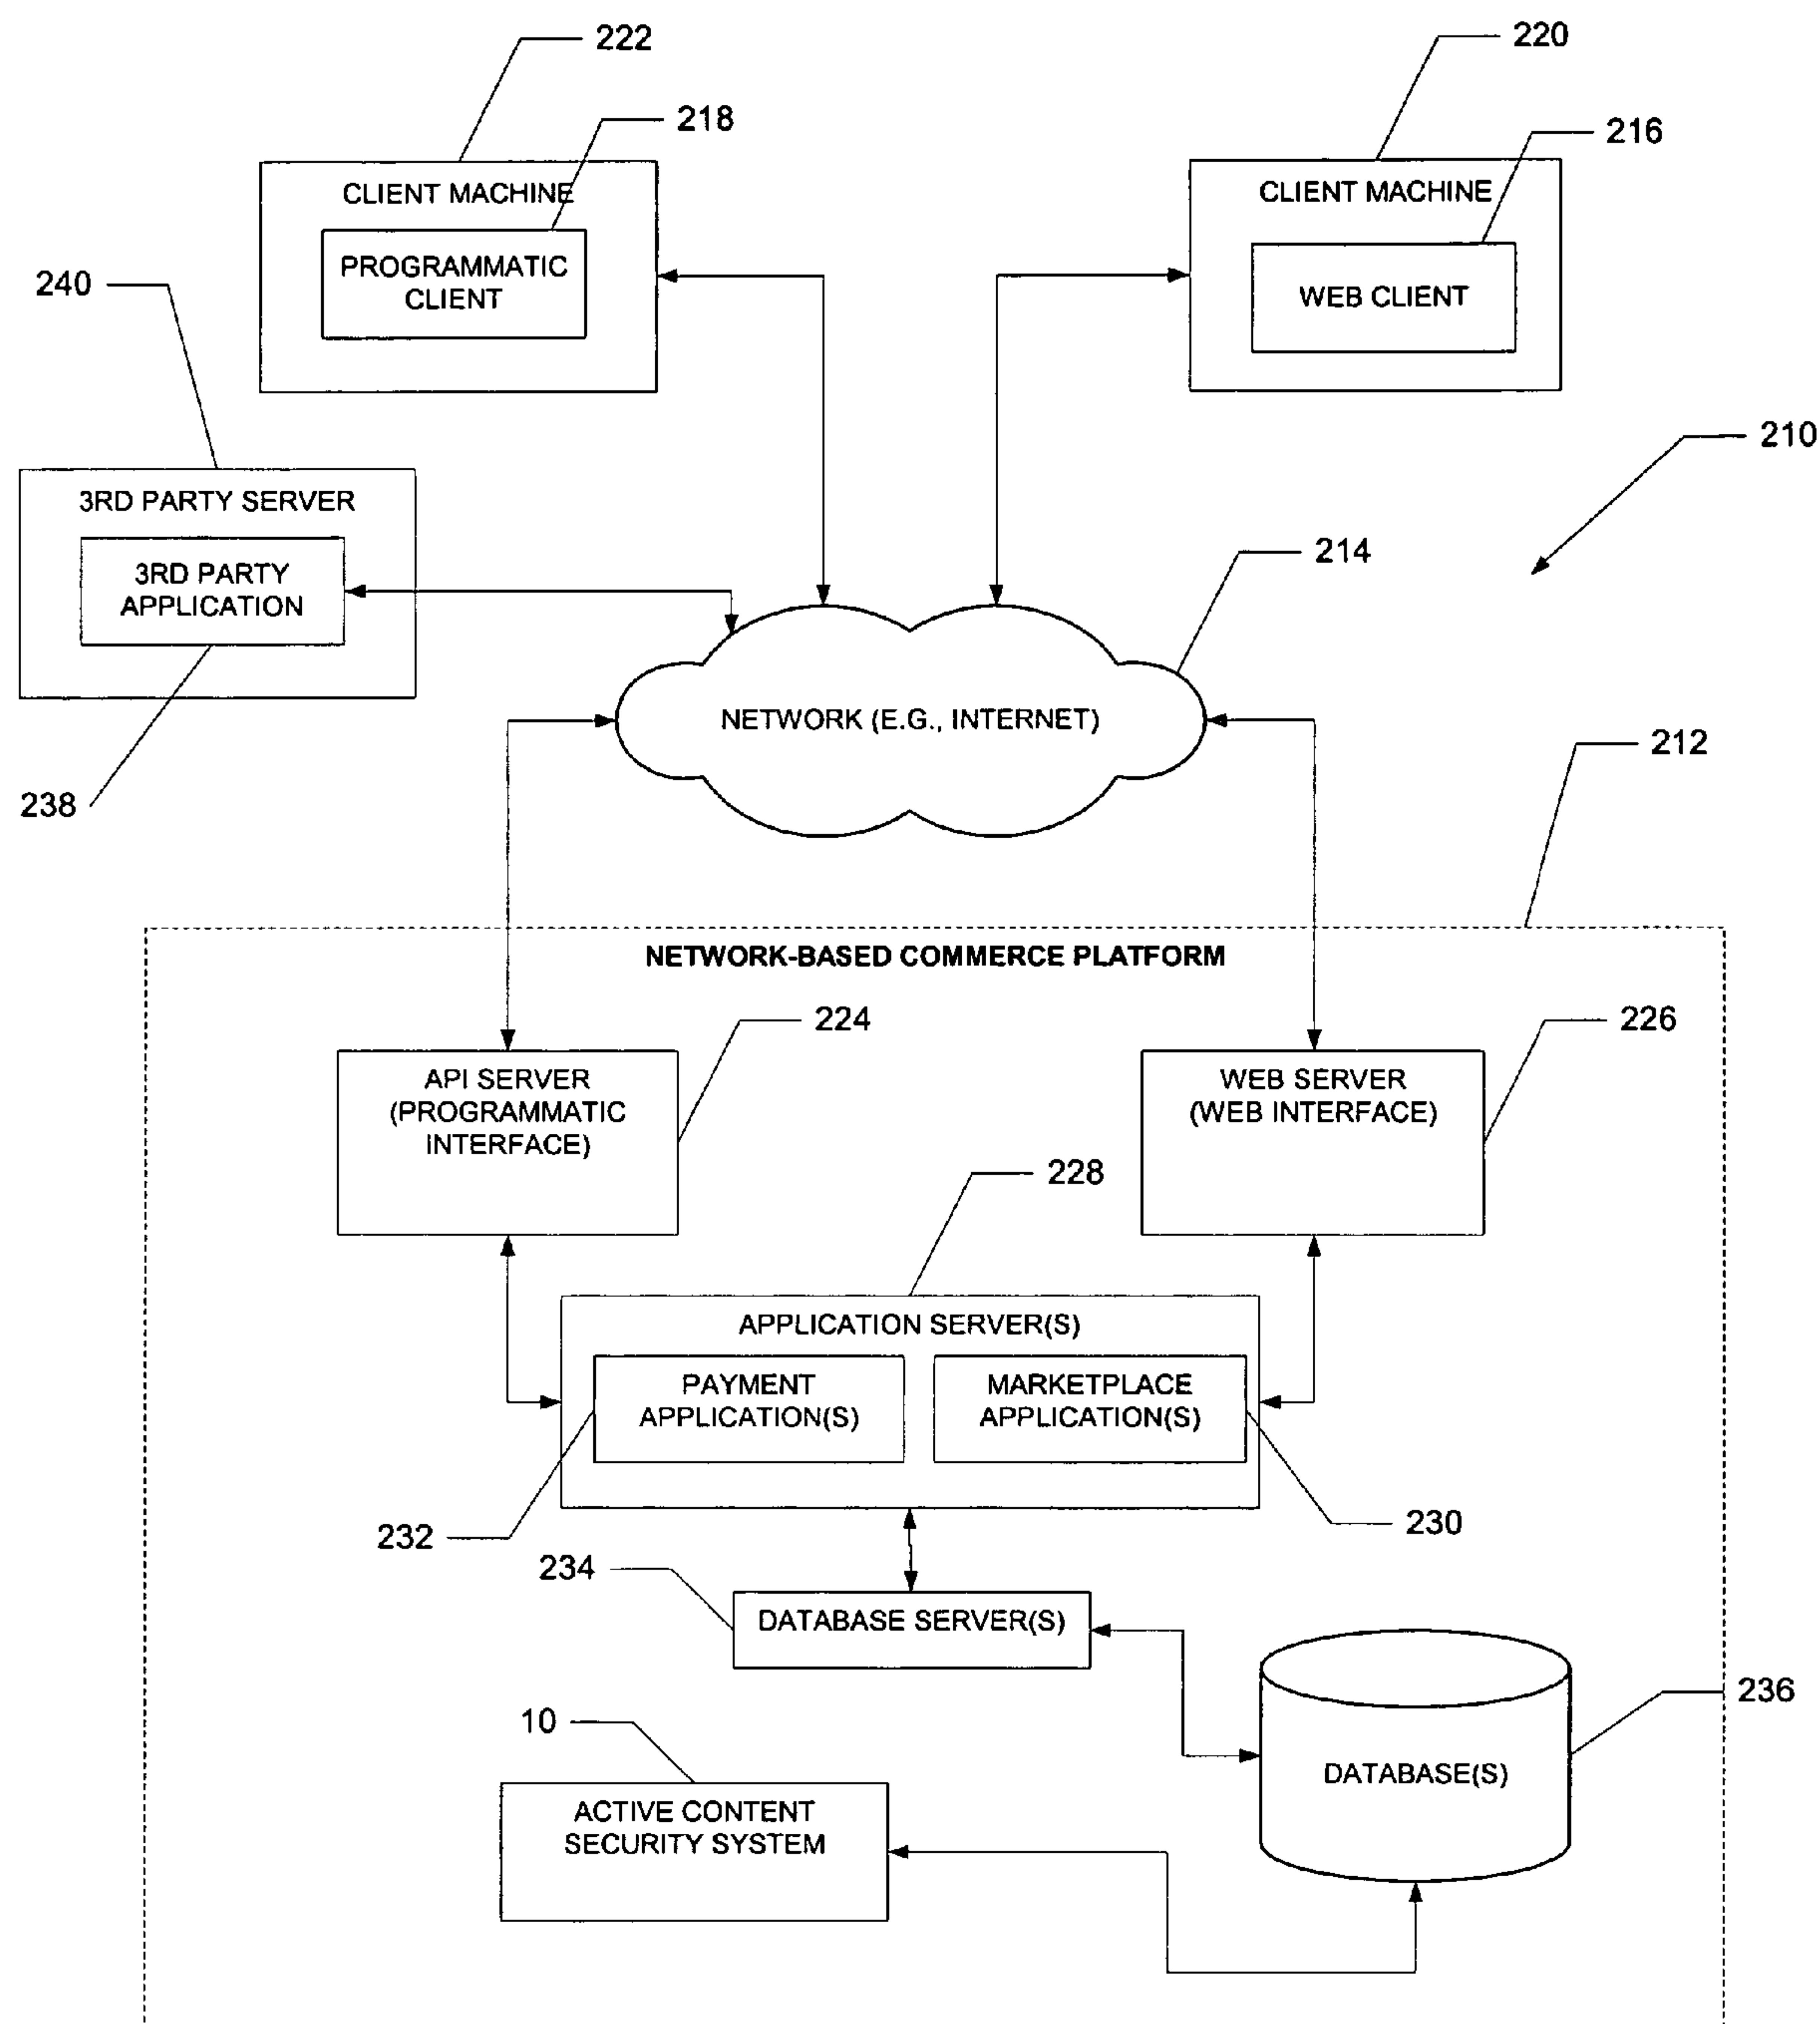 222
220
218
216
CLIENT MACHINE
CLIENT MACHINE
PROGRAMMATIC
CLIENT
WEB CLIENT
240
210
3RD PARTY SERVER
3RD PARTY
APPLICATION
214
NETWORK (E.G., INTERNET)
212
238
NETWORK-BASED COMMERCE PLATFORM
224
226
API SERVER
(PROGRAMMATIC
INTERFACE)
WEB SERVER
(WEB INTERFACE)
228
APPLICATION SERVER(S)
PAYMENT
APPLICATION(S)
MARKETPLACE
APPLICATION(S)
232
230
234
DATABASE SERVER(S)
236
10
DATABASE(S)
ACTIVE CONTENT
SECURITY SYSTEM